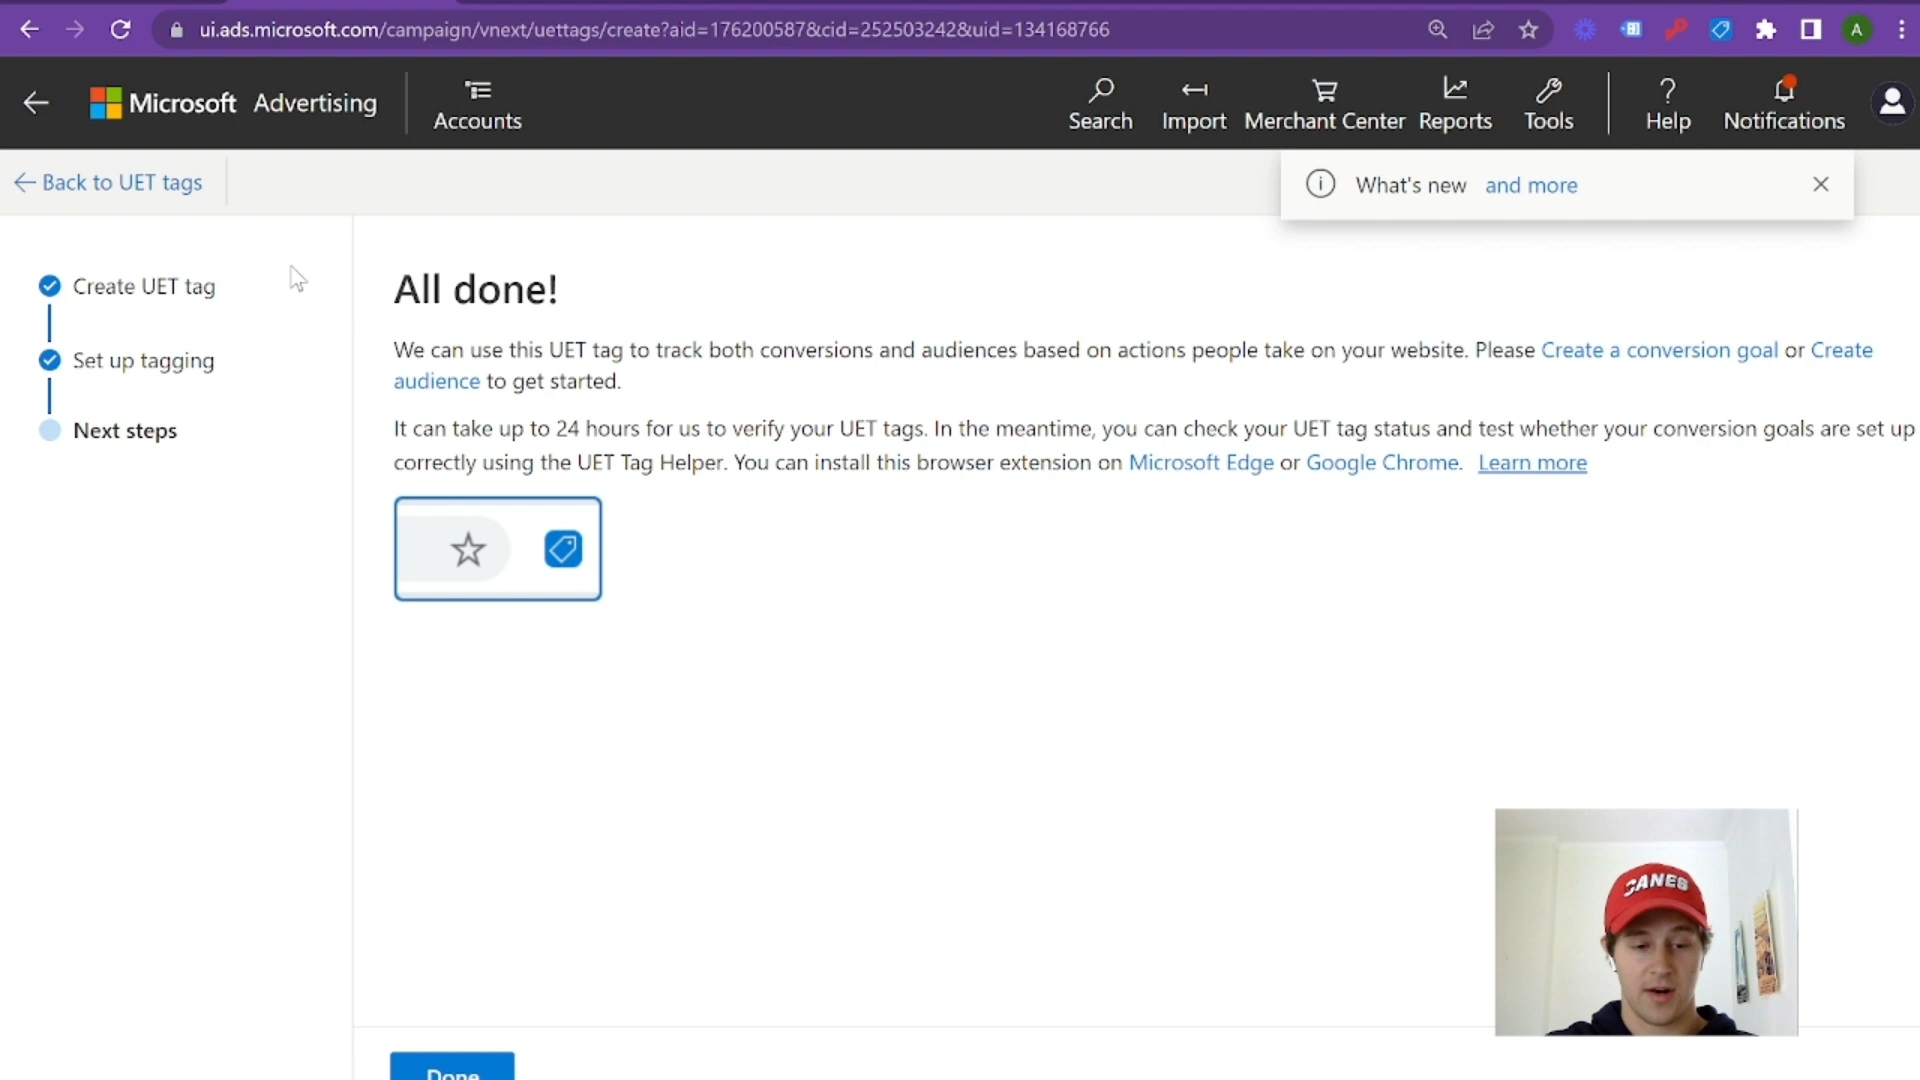 ui.ads.microsoft.com/campaign/vnext/uettags/create?aid=176200587&cid=252503242&uid=134168766
A
Microsoft Advertising
Accounts
Search
Import
Merchant Center
Reports
Tools
Help
Notifications
Back to UET tags
What's new and more
Create UET tag
Set up tagging
Next steps
All done!
We can use this UET tag to track both conversions and audiences based on actions people take on your website. Please Create a conversion goal or Create
audience to get started.
It can take up to 24 hours for us to verify your UET tags. In the meantime, you can check your UET tag status and test whether your conversion goals are set up
correctly using the UET Tag Helper. You can install this browser extension on Microsoft Edge or Google Chrome. Learn more
CANES
Done